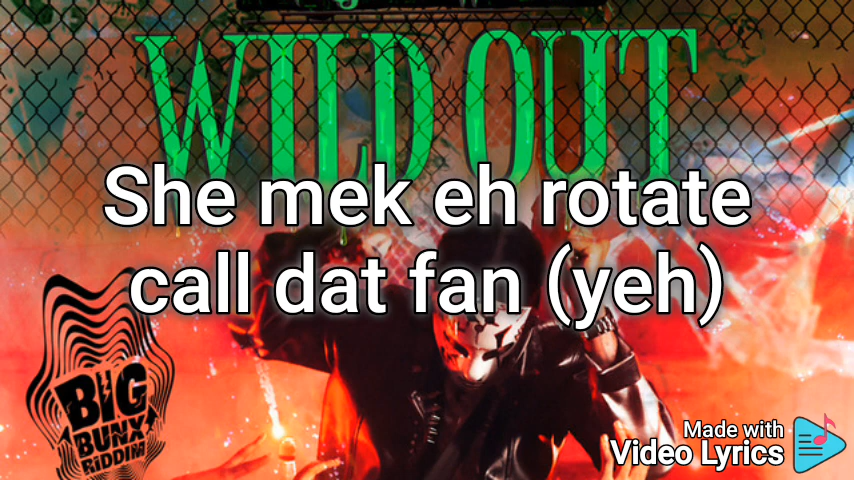 WILD OUT
She mek eh rotate
call dat fan (yeh)
BIG
BUNX
RIDDIM
Made with
Video Lyrics